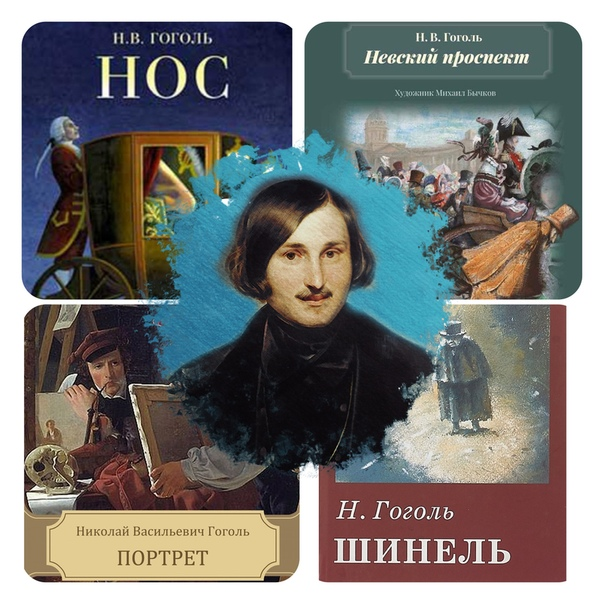 Н.В. ГОГОЛЬ
НОС
Н. В. Гоголь
Невский проспект
Художник Михаил Бычков
Николай Васильевич Гоголь
ПОРТРЕТ
Н. Гоголь
ШИНЕЛЬ